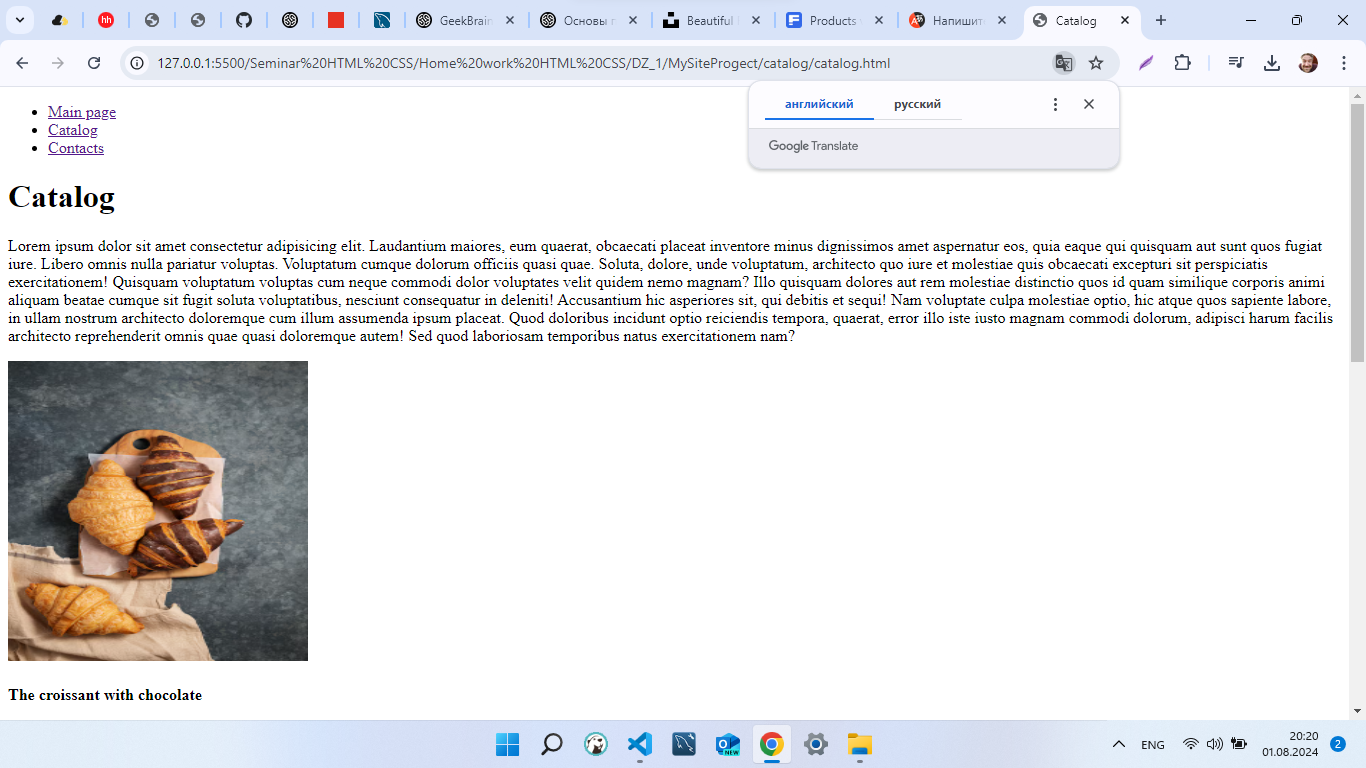 hh
GeekBrain
Основы п
Beautiful
Products
Напишит
Catalog
127.0.0.1:5500/Seminar%20HTML%20CSS/Home%20work%20HTML%20CSS/DZ_1/MySiteProgect/catalog/catalog.html
английский русский
Google Translate
Main page
Catalog
Contacts
Catalog
Lorem ipsum dolor sit amet consectetur adipisicing elit. Laudantium maiores, eum quaerat, obcaecati placeat inventore minus dignissimos amet aspernatur eos, quia eaque qui quisquam aut sunt quos fugiat
iure. Libero omnis nulla pariatur voluptas. Voluptatum cumque dolorum officiis quasi quae. Soluta, dolore, unde voluptatum, architecto quo iure et molestiae quis obcaecati excepturi sit perspiciatis
exercitationem! Quisquam voluptatum voluptas cum neque commodi dolor voluptates velit quidem nemo magnam? Illo quisquam dolores aut rem molestiae distinctio quos id quam similique corporis animi
aliquam beatae cumque sit fugit soluta voluptatibus, nesciunt consequatur in deleniti! Accusantium hic asperiores sit, qui debitis et sequi! Nam voluptate culpa molestiae optio, hic atque quos sapiente labore,
in ullam nostrum architecto doloremque cum illum assumenda ipsum placeat. Quod doloribus incidunt optio reiciendis tempora, quaerat, error illo iste iusto magnam commodi dolorum, adipisci harum facilis
architecto reprehenderit omnis quae quasi doloremque autem! Sed quod laboriosam temporibus natus exercitationem nam?
The croissant with chocolate
NEW
ENG
20:20
01.08.2024
2